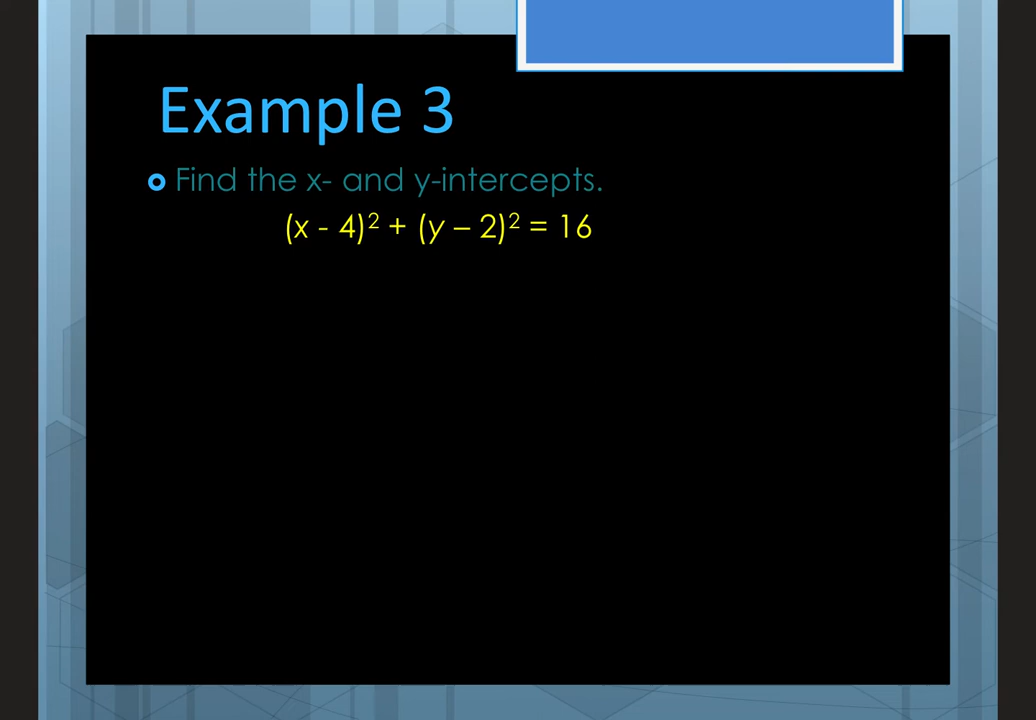 Example 3
Find the x- and y-intercepts.
(x - 4)² + (y – 2)² = 16